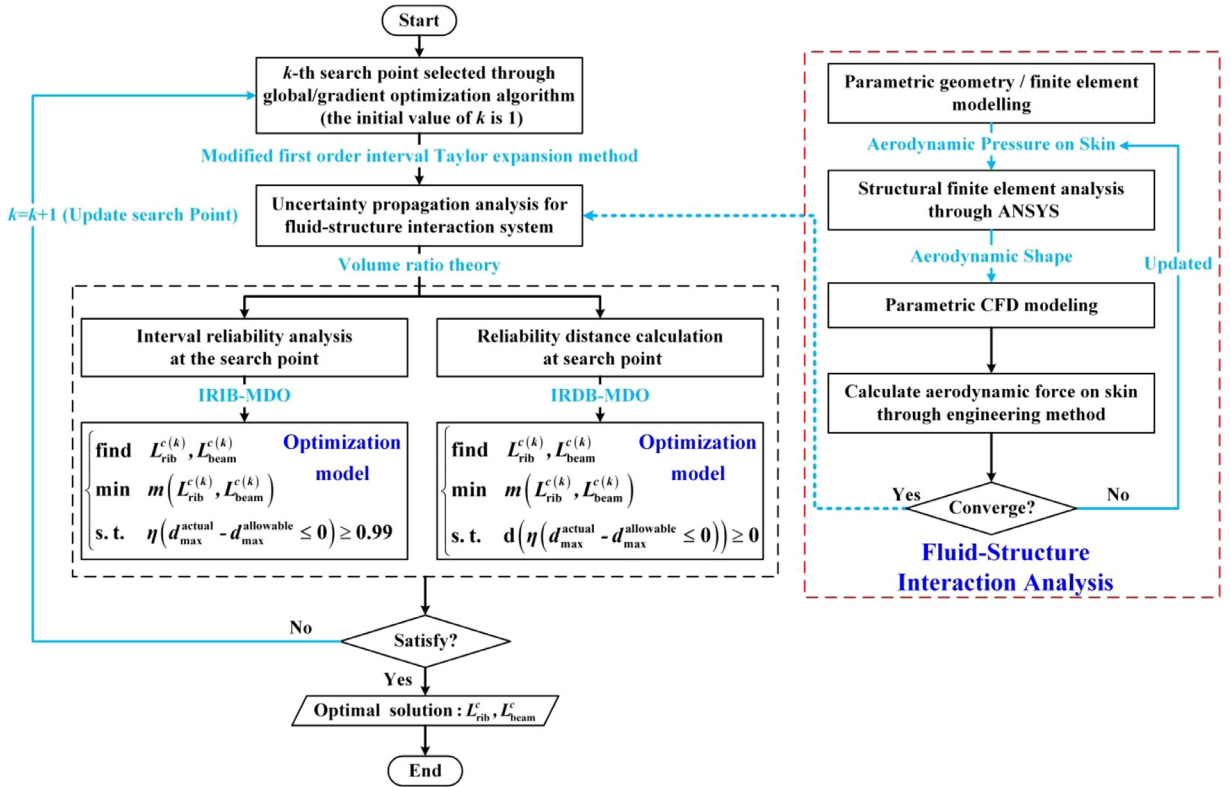 Start
k-th search point selected through
global/gradient optimization algorithm
(the initial value of k is 1)
Modified first order interval Taylor expansion method
k=k+1 (Update search Point)
Uncertainty propagation analysis for
fluid-structure interaction system
Volume ratio theory
Interval reliability analysis
at the search point
IRIB-MDO
find L_rib^c(k), L_beam^c(k)
min m(L_rib^c(k), L_beam^c(k))
s.t. η(d_max^actual - d_max^allowable ≤ 0) ≥ 0.99
Optimization
model
Reliability distance calculation
at search point
IRDB-MDO
find L_rib^c(k), L_beam^c(k)
min m(L_rib^c(k), L_beam^c(k))
s.t. d(η(d_max^actual - d_max^allowable ≤ 0)) ≥ 0
Optimization
model
No
Satisfy?
Yes
Optimal solution : L_rib^c, L_beam^c
End
Parametric geometry / finite element
modelling
Aerodynamic Pressure on Skin
Structural finite element analysis
through ANSYS
Aerodynamic Shape
Updated
Parametric CFD modeling
Calculate aerodynamic force on skin
through engineering method
Yes
Converge?
No
Fluid-Structure
Interaction Analysis